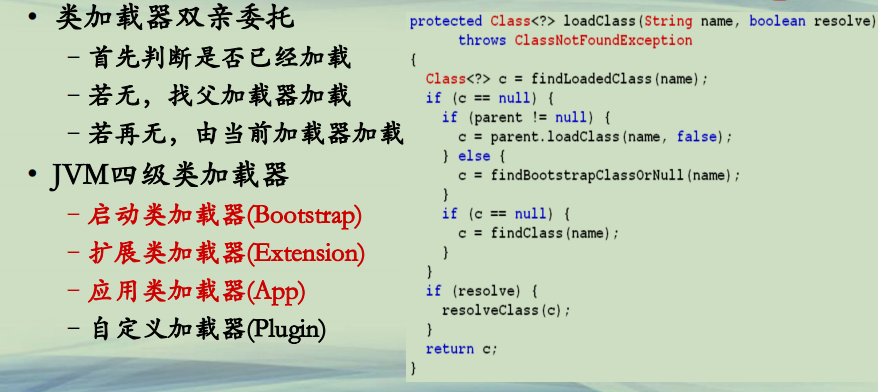 • 类加载器双亲委托
– 首先判断是否已经加载
– 若无，找父加载器加载
– 若再无，由当前加载器加载
• JVM四级类加载器
– 启动类加载器(Bootstrap)
– 扩展类加载器(Extension)
– 应用类加载器(App)
– 自定义加载器(Plugin)
protected Class<?> loadClass(String name, boolean resolve)
throws ClassNotFoundException
{
Class<?> c = findLoadedClass(name);
if (c == null) {
if (parent != null) {
c = parent.loadClass(name, false);
} else {
c = findBootstrapClassOrNull(name);
}
if (c == null) {
c = findClass(name);
}
}
if (resolve) {
resolveClass(c);
}
return c;
}